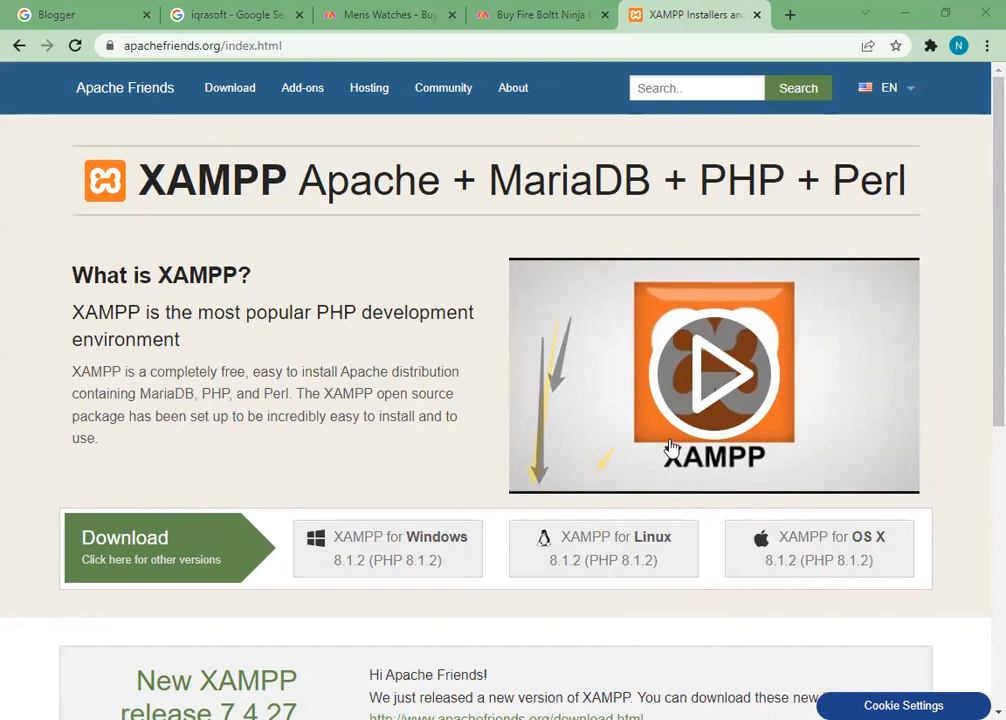 Blogger
iqrasoft - Google Se
Mens Watches - Buy
Buy Fire Boltt Ninja
XAMPP Installers and
apachefriends.org/index.html
N
Apache Friends
Download
Add-ons
Hosting
Community
About
Search..
Search
EN
XAMPP Apache + MariaDB + PHP + Perl
What is XAMPP?
XAMPP is the most popular PHP development
environment
XAMPP is a completely free, easy to install Apache distribution
containing MariaDB, PHP, and Perl. The XAMPP open source
package has been set up to be incredibly easy to install and to
use.
XAMPP
Download
Click here for other versions
XAMPP for Windows
8.1.2 (PHP 8.1.2)
XAMPP for Linux
8.1.2 (PHP 8.1.2)
XAMPP for OS X
8.1.2 (PHP 8.1.2)
New XAMPP
release 7.4.27
Hi Apache Friends!
We just released a new version of XAMPP. You can download these new
http://www.apachefriends.org/download.html
Cookie Settings